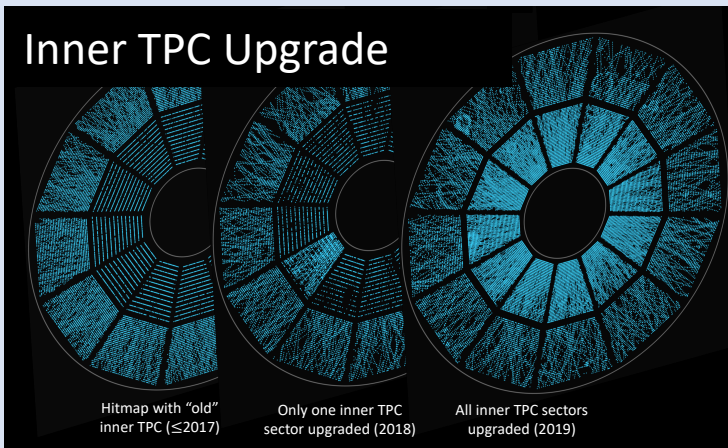 Inner TPC Upgrade
Hitmap with “old”
inner TPC (≤2017)
Only one inner TPC
sector upgraded (2018)
All inner TPC sectors
upgraded (2019)